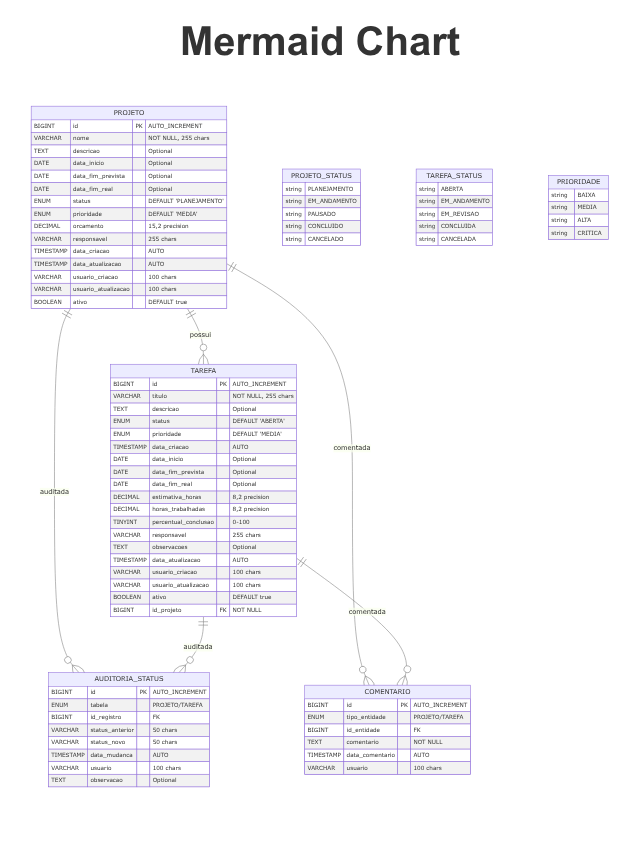 Mermaid Chart
PROJETO
BIGINT id PK AUTO_INCREMENT
VARCHAR nome NOT NULL, 255 chars
TEXT descricao Optional
DATE data_inicio Optional
DATE data_fim_prevista Optional
DATE data_fim_real Optional
ENUM status DEFAULT 'PLANEJAMENTO'
ENUM prioridade DEFAULT 'MEDIA'
DECIMAL orcamento 15,2 precision
VARCHAR responsavel 255 chars
TIMESTAMP data_criacao AUTO
TIMESTAMP data_atualizacao AUTO
VARCHAR usuario_criacao 100 chars
VARCHAR usuario_atualizacao 100 chars
BOOLEAN ativo DEFAULT true
PROJETO_STATUS
string PLANEJAMENTO
string EM_ANDAMENTO
string PAUSADO
string CONCLUIDO
string CANCELADO
TAREFA_STATUS
string ABERTA
string EM_ANDAMENTO
string EM_REVISAO
string CONCLUIDA
string CANCELADA
PRIORIDADE
string BAIXA
string MEDIA
string ALTA
string CRITICA
possui
TAREFA
BIGINT id PK AUTO_INCREMENT
VARCHAR titulo NOT NULL, 255 chars
TEXT descricao Optional
ENUM status DEFAULT 'ABERTA'
ENUM prioridade DEFAULT 'MEDIA'
TIMESTAMP data_criacao AUTO
DATE data_inicio Optional
DATE data_fim_prevista Optional
DATE data_fim_real Optional
DECIMAL estimativa_horas 8,2 precision
DECIMAL horas_trabalhadas 8,2 precision
TINYINT percentual_conclusao 0-100
VARCHAR responsavel 255 chars
TEXT observacoes Optional
TIMESTAMP data_atualizacao AUTO
VARCHAR usuario_criacao 100 chars
VARCHAR usuario_atualizacao 100 chars
BOOLEAN ativo DEFAULT true
BIGINT id_projeto FK NOT NULL
comentada
auditada
comentada
auditada
AUDITORIA_STATUS
BIGINT id PK AUTO_INCREMENT
ENUM tabela PROJETO/TAREFA
BIGINT id_registro FK
VARCHAR status_anterior 50 chars
VARCHAR status_novo 50 chars
TIMESTAMP data_mudanca AUTO
VARCHAR usuario 100 chars
TEXT observacao Optional
COMENTARIO
BIGINT id PK AUTO_INCREMENT
ENUM tipo_entidade PROJETO/TAREFA
BIGINT id_entidade FK
TEXT comentario NOT NULL
TIMESTAMP data_comentario AUTO
VARCHAR usuario 100 chars